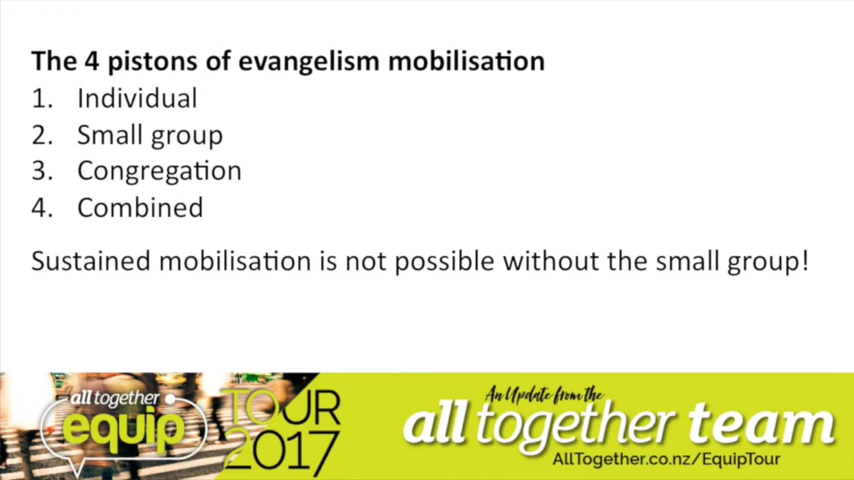 The 4 pistons of evangelism mobilisation
1. Individual
2. Small group
3. Congregation
4. Combined
Sustained mobilisation is not possible without the small group!
all together
equip
TOUR
2017
An Update from the
all together team
AllTogether.co.nz/EquipTour